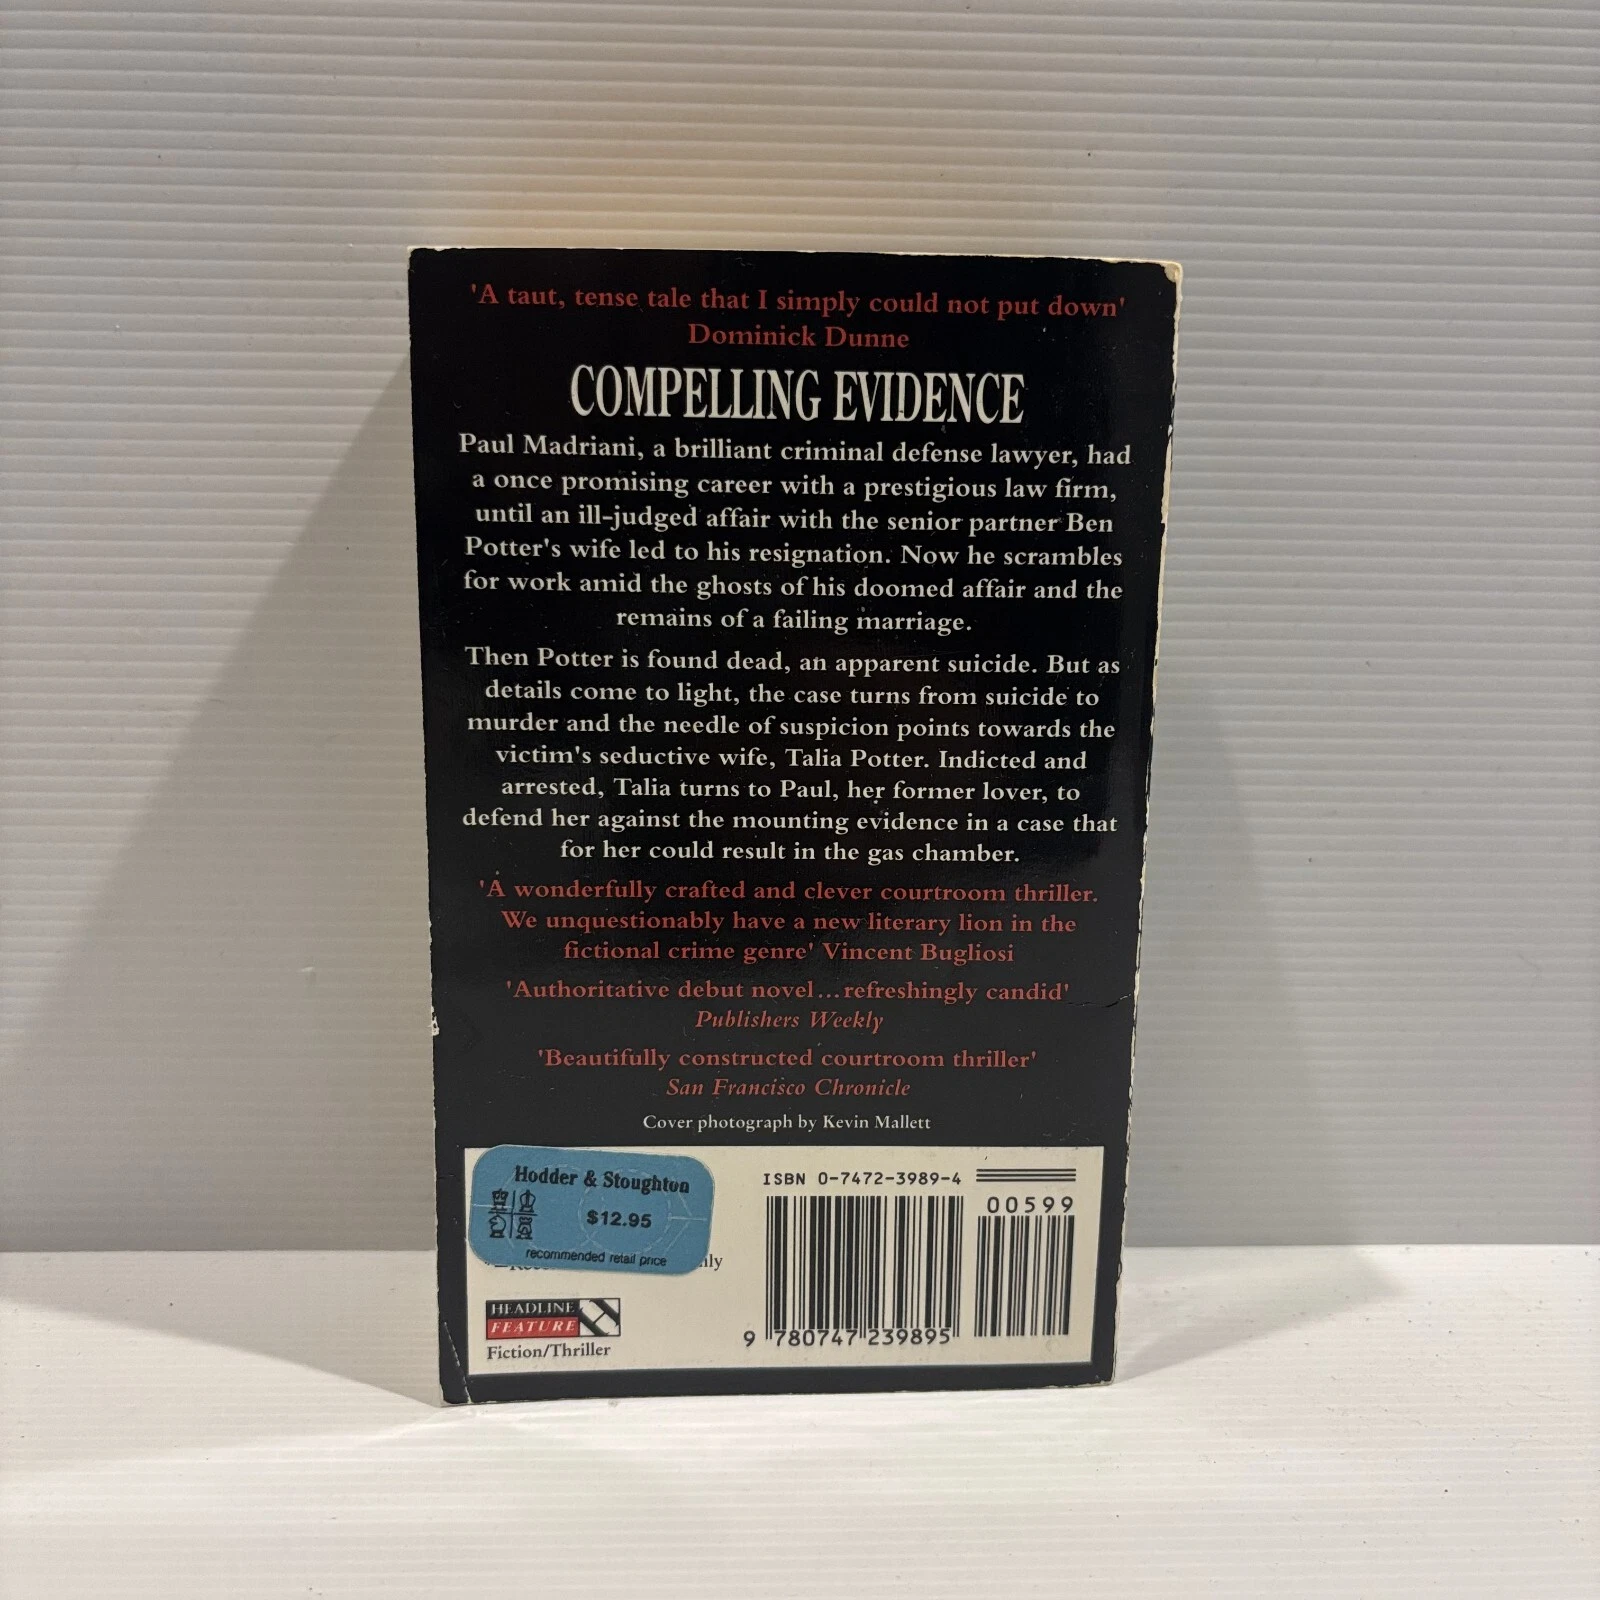 'A taut, tense tale that I simply could not put down'
Dominick Dunne
COMPELLING EVIDENCE
Paul Madriani, a brilliant criminal defense lawyer, had
a once promising career with a prestigious law firm,
until an ill-judged affair with the senior partner Ben
Potter's wife led to his resignation. Now he scrambles
for work amid the ghosts of his doomed affair and the
remains of a failing marriage.
Then Potter is found dead, an apparent suicide. But as
details come to light, the case turns from suicide to
murder and the needle of suspicion points towards the
victim's seductive wife, Talia Potter. Indicted and
arrested, Talia turns to Paul, her former lover, to
defend her against the mounting evidence in a case that
for her could result in the gas chamber.
'A wonderfully crafted and clever courtroom thriller.
We unquestionably have a new literary lion in the
fictional crime genre' Vincent Bugliosi
'Authoritative debut novel...refreshingly candid'
Publishers Weekly
'Beautifully constructed courtroom thriller'
San Francisco Chronicle
Cover photograph by Kevin Mallett
Hodder & Stoughton
$12.95
recommended retail price
HEADLINE
FEATURE
Fiction/Thriller
ISBN 0-7472-3989-4
00599
9 780747 239895